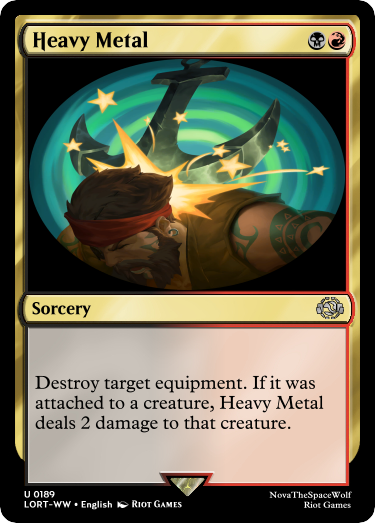 Heavy Metal
Sorcery
Destroy target equipment. If it was
attached to a creature, Heavy Metal
deals 2 damage to that creature.
U 0189
LORT-WW • English RIOT GAMES
NovaTheSpaceWolf
Riot Games